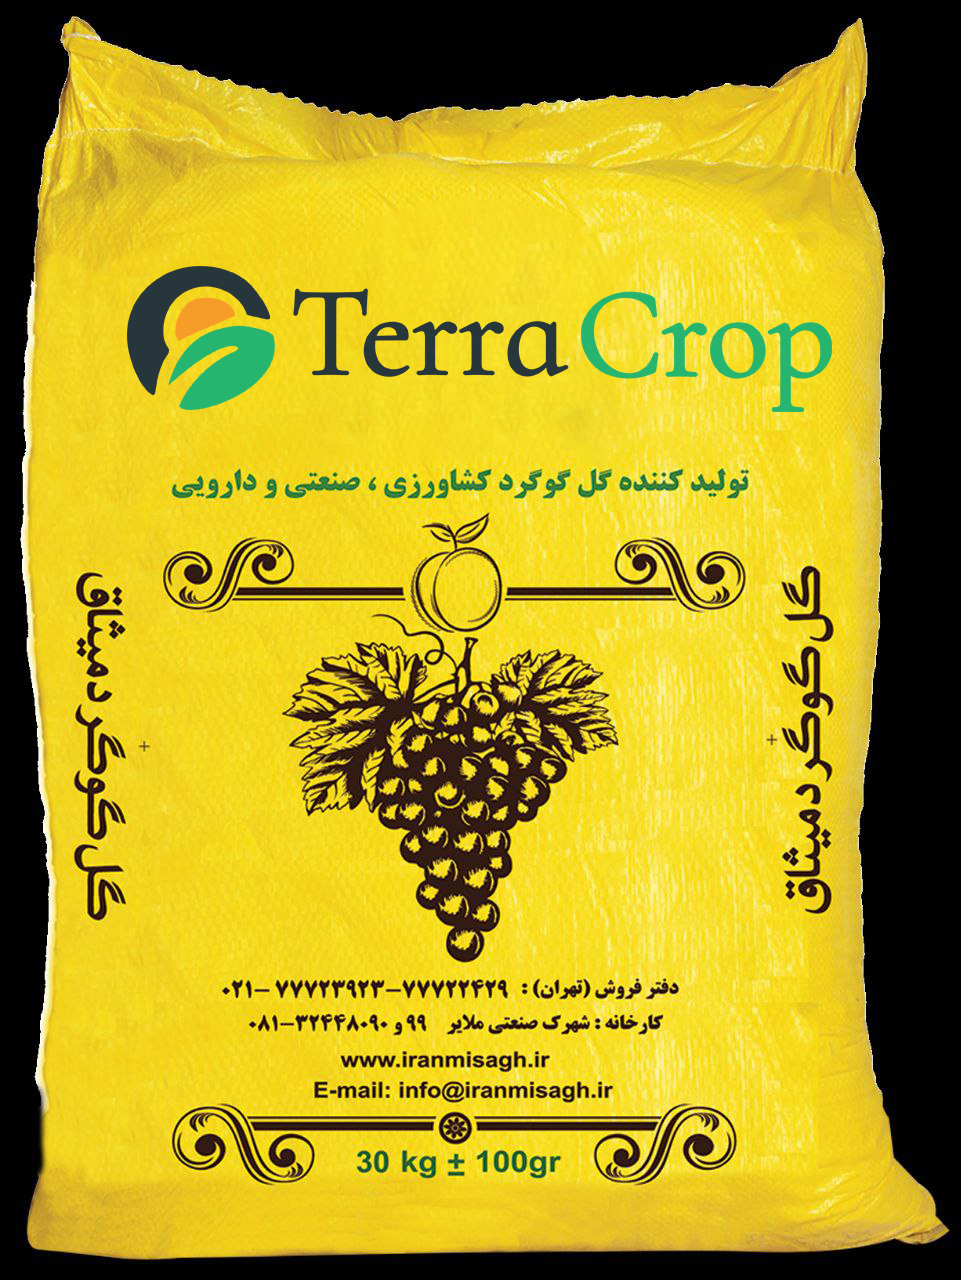 Terra Crop
تولید کننده گل گوگرد کشاورزی ، صنعتی و دارویی
گل گوگرد میثاق
گل گوگرد میثاق
دفتر فروش (تهران) : ۷۷۷۲۲۴۲۹-۷۷۷۲۳۹۲۳ -۰۲۱
کارخانه : شهرک صنعتی ملایر ۹۹ و ۳۲۴۴۸۰۹۰-۰۸۱
www.iranmisagh.ir
E-mail: info@iranmisagh.ir
30 kg ± 100gr